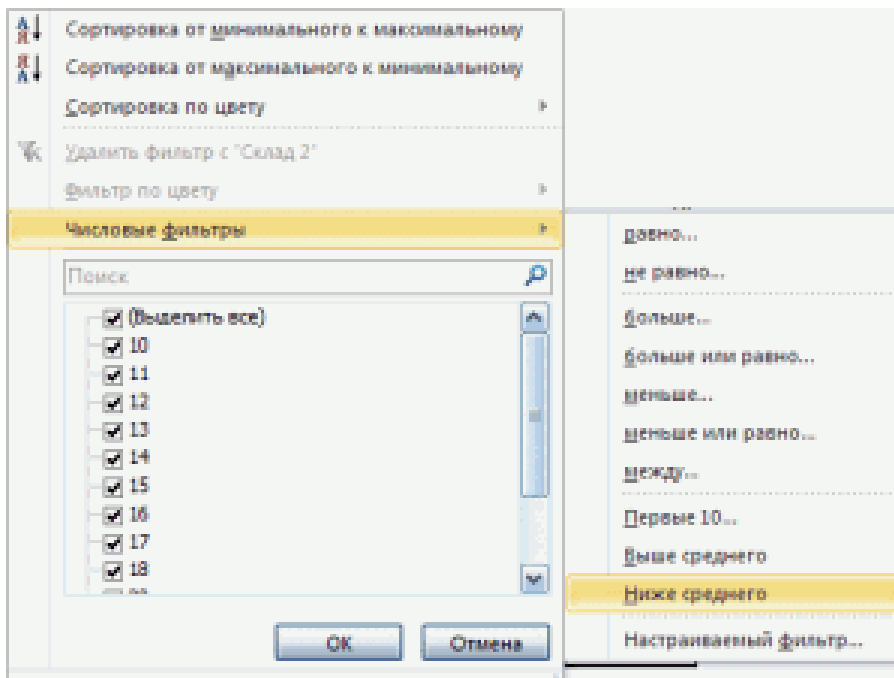 Сортировка от минимального к максимальному
Сортировка от максимального к минимальному
Сортировка по цвету
Удалить фильтр с "Склад 2"
Фильтр по цвету
Числовые фильтры
Поиск
(Выделить все)
10
11
12
13
14
15
16
17
18
ОК
Отмена
равно...
не равно...
больше...
больше или равно...
меньше...
меньше или равно...
между...
Первые 10...
Выше среднего
Ниже среднего
Настраиваемый фильтр...